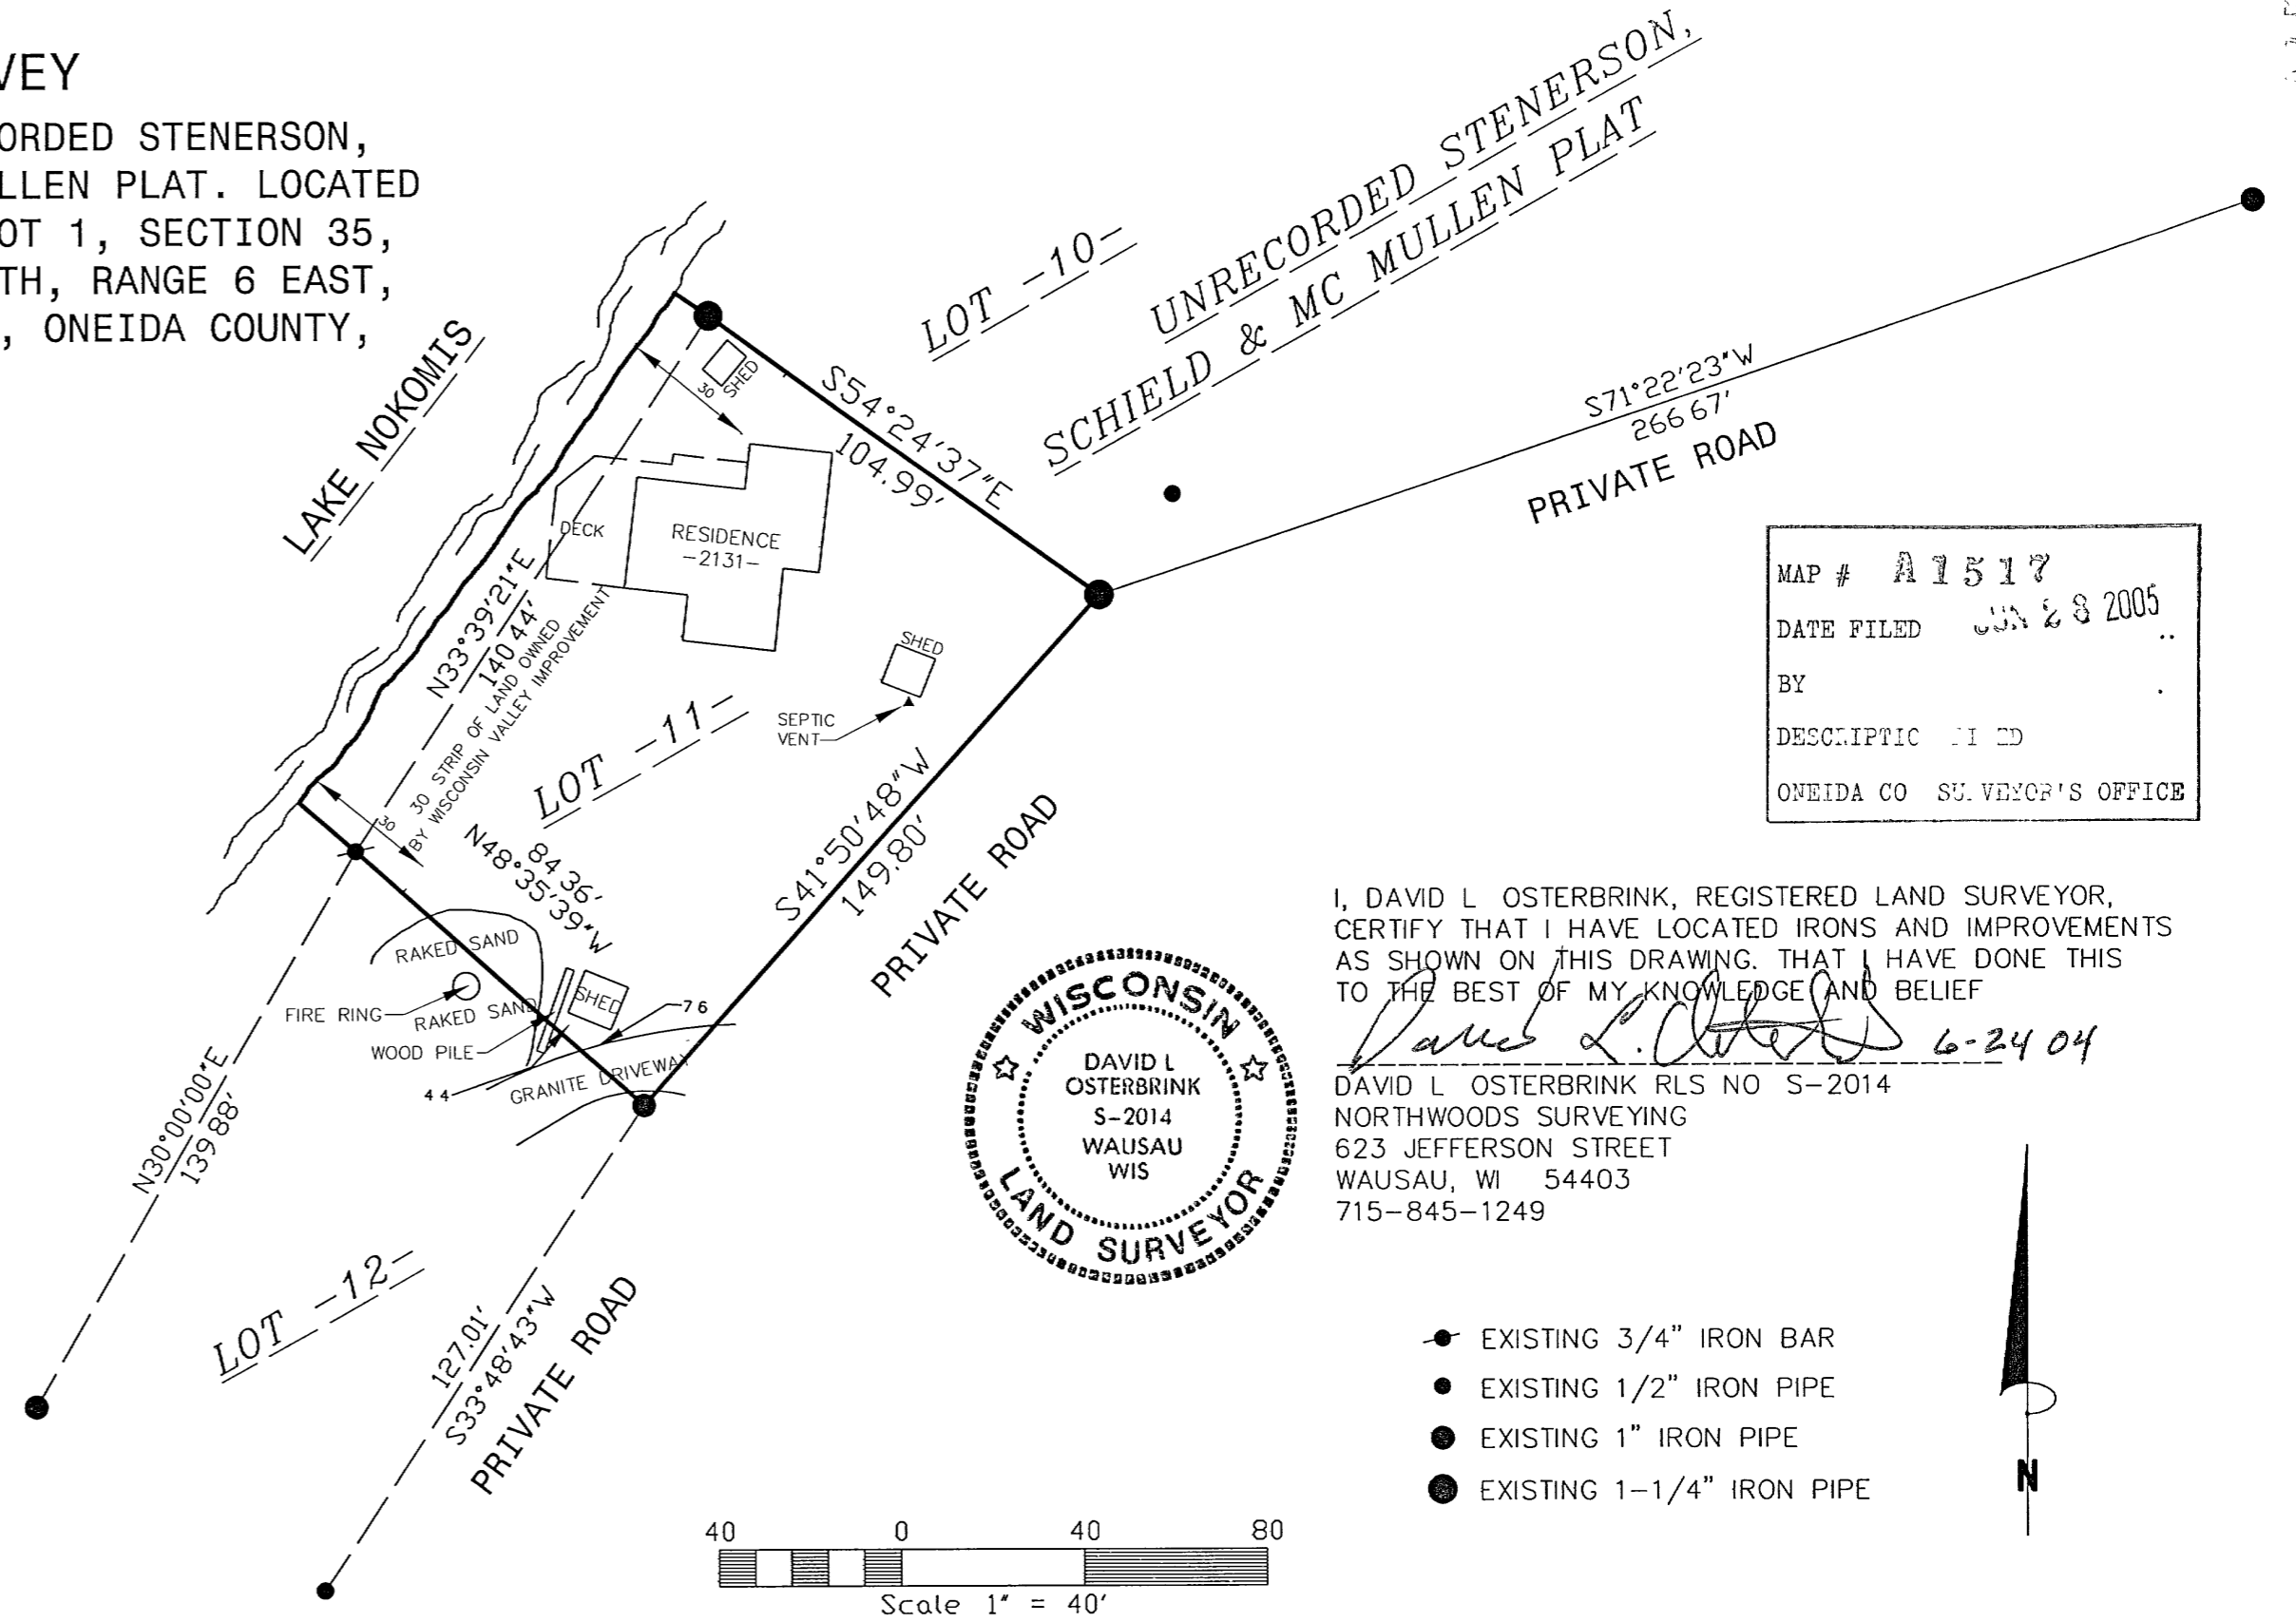 VEY
ORDED STENERSON,
LLEN PLAT. LOCATED
OT 1, SECTION 35,
TH, RANGE 6 EAST,
, ONEIDA COUNTY,
LAKE NOKOMIS
LOT -10-
UNRECORDED STENERSON,
SCHIELD & MC MULLEN PLAT
S71°22'23"W
266 67'
PRIVATE ROAD
SHED
30
S54°24'37"E
104.99'
DECK
RESIDENCE
-2131-
N33°39'21"E
140 44'
30 STRIP OF LAND OWNED
BY WISCONSIN VALLEY IMPROVEMENT
SHED
SEPTIC
VENT
LOT -11-
30
84 36'
N48°35'39"W
S41°50'48"W
149.80'
PRIVATE ROAD
RAKED SAND
FIRE RING
RAKED SAND
SHED
WOOD PILE
7 6
4 4
GRANITE DRIVEWAY
N30°00'00"E
139 88'
LOT -12-
127.01'
S33°48'43"W
PRIVATE ROAD
MAP # A1517
DATE FILED JUN 28 2005
BY
ONEIDA CO SURVEYOR'S OFFICE
I, DAVID L OSTERBRINK, REGISTERED LAND SURVEYOR,
CERTIFY THAT I HAVE LOCATED IRONS AND IMPROVEMENTS
AS SHOWN ON THIS DRAWING. THAT I HAVE DONE THIS
TO THE BEST OF MY KNOWLEDGE AND BELIEF
6-24 04
DAVID L OSTERBRINK RLS NO S-2014
NORTHWOODS SURVEYING
623 JEFFERSON STREET
WAUSAU, WI 54403
715-845-1249
WISCONSIN
DAVID L
OSTERBRINK
S-2014
WAUSAU
WIS
LAND SURVEYOR
EXISTING 3/4" IRON BAR
EXISTING 1/2" IRON PIPE
EXISTING 1" IRON PIPE
EXISTING 1-1/4" IRON PIPE
N
40 0 40 80
Scale 1" = 40'